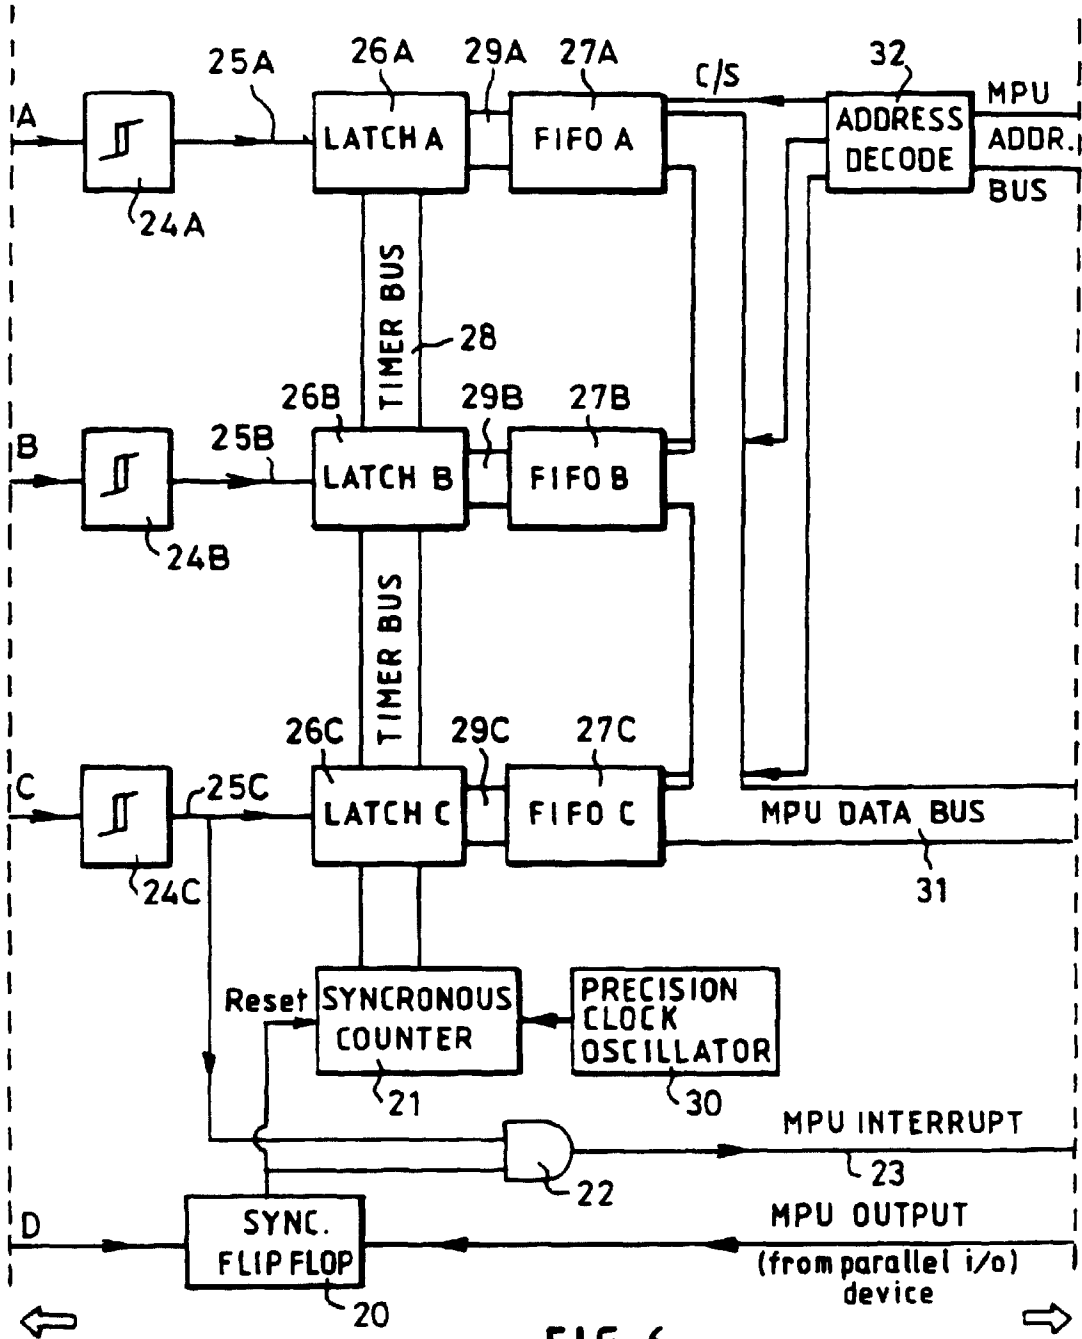 26A
29A
27A
32
25A
C/S
MPU
A
LATCH A
FIFO A
ADDRESS
DECODE
ADDR.
BUS
24A
TIMER BUS
28
26B
29B
27B
B
25B
LATCH B
FIFO B
24B
TIMER BUS
26C
29C
27C
C
25C
LATCH C
FIFO C
MPU DATA BUS
24C
31
Reset
SYNCRONOUS
COUNTER
PRECISION
CLOCK
OSCILLATOR
21
30
MPU INTERRUPT
22
23
D
SYNC.
FLIP FLOP
MPU OUTPUT
(from parallel i/o)
device
20